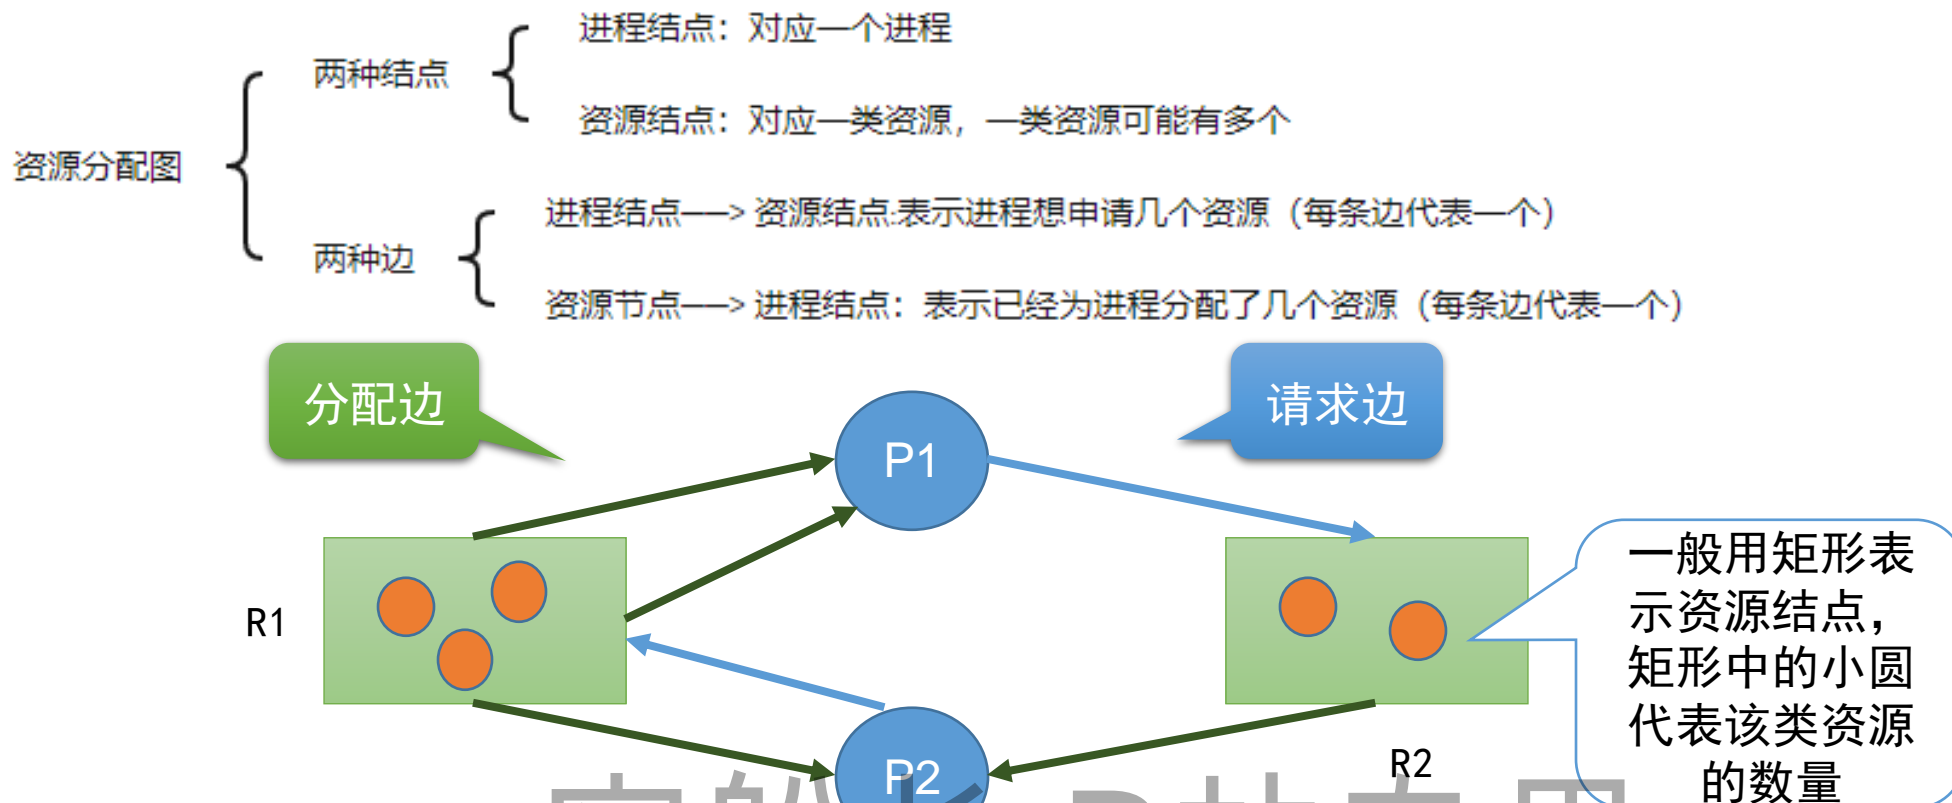 进程结点：对应一个进程
两种结点
资源结点：对应一类资源，一类资源可能有多个
资源分配图
进程结点——> 资源结点:表示进程想申请几个资源（每条边代表一个）
两种边
资源节点——> 进程结点：表示已经为进程分配了几个资源（每条边代表一个）
分配边
请求边
P1
R1
一般用矩形表
示资源结点，
矩形中的小圆
代表该类资源
的数量
R2
P2